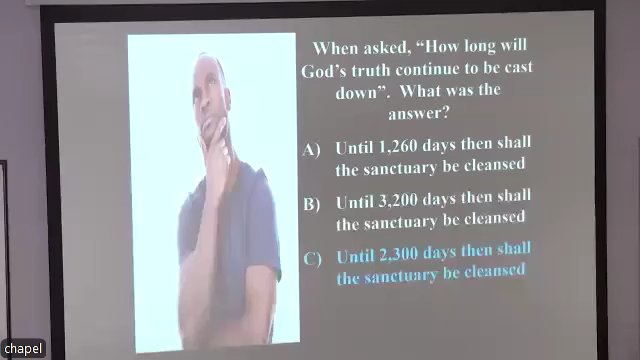 When asked, “How long will
God’s truth continue to be cast
down”. What was the
answer?
A) Until 1,260 days then shall
the sanctuary be cleansed
B) Until 3,200 days then shall
the sanctuary be cleansed
C) Until 2,300 days then shall
the sanctuary be cleansed
chapel